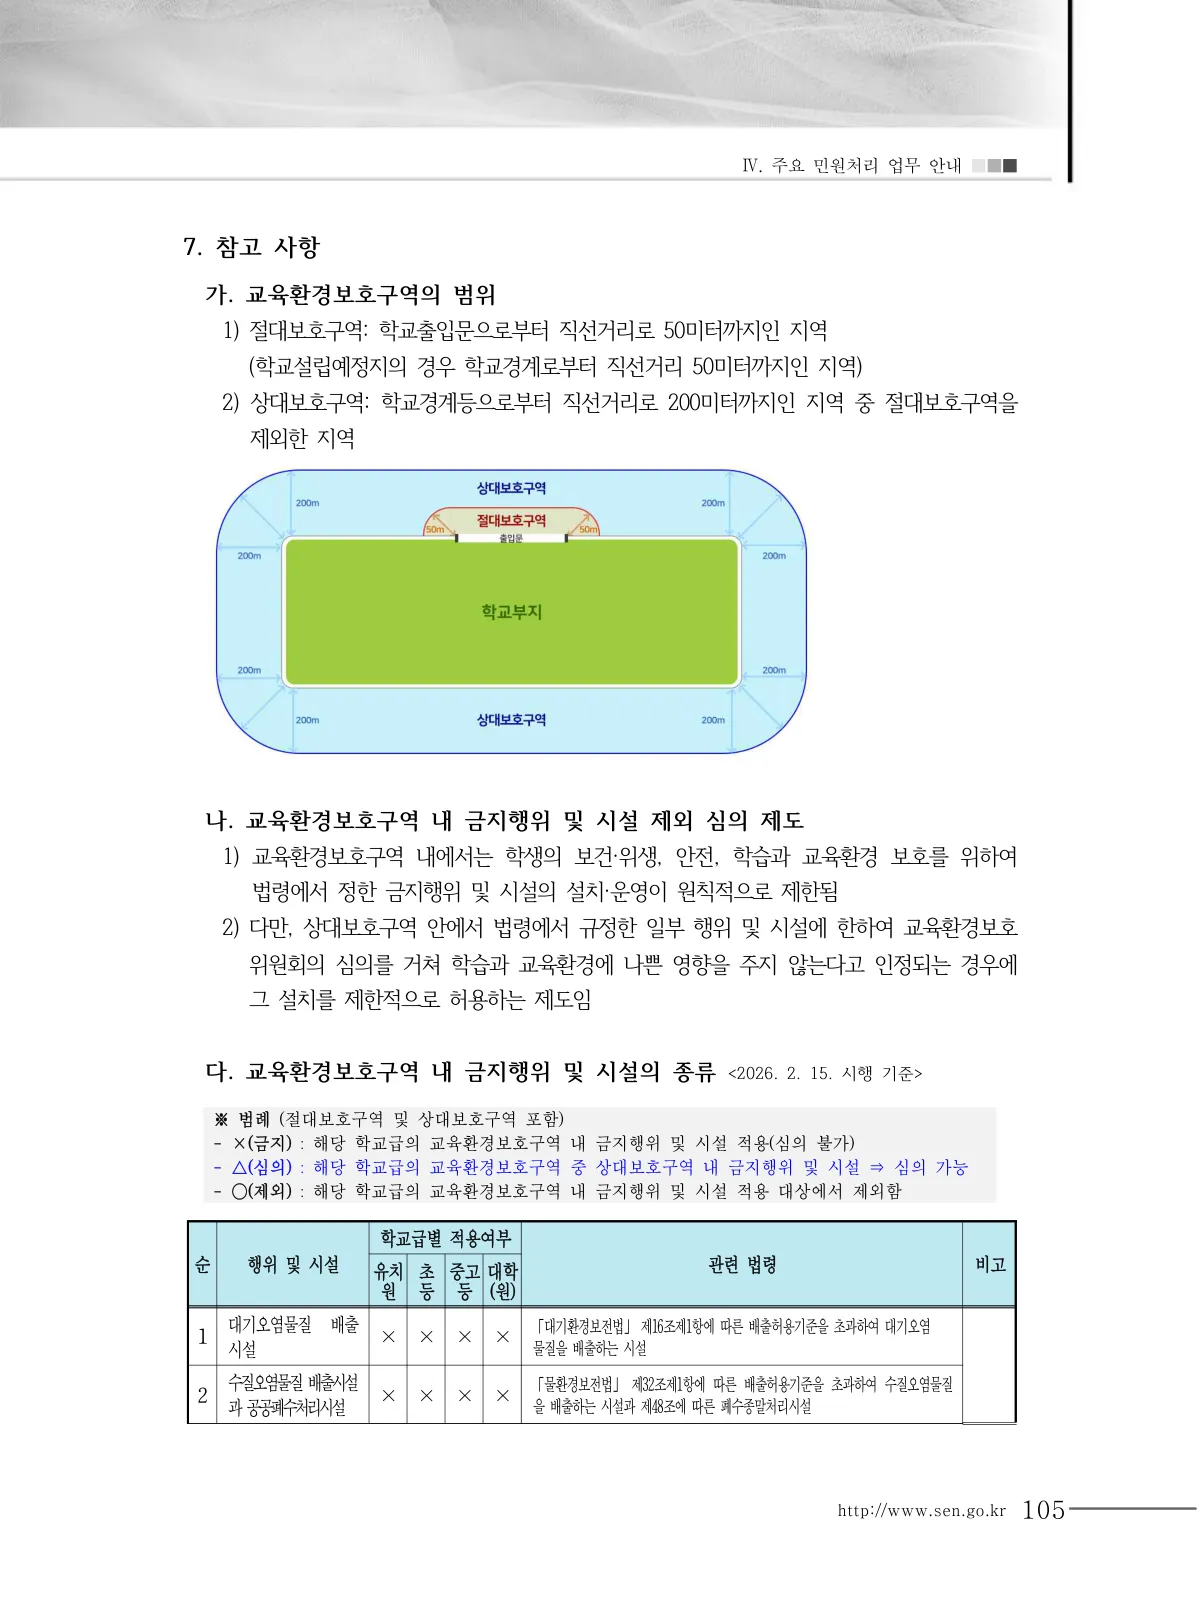 Ⅳ. 주요 민원처리 업무 안내
7. 참고 사항
가. 교육환경보호구역의 범위
1) 절대보호구역: 학교출입문으로부터 직선거리로 50미터까지인 지역
(학교설립예정지의 경우 학교경계로부터 직선거리 50미터까지인 지역)
2) 상대보호구역: 학교경계등으로부터 직선거리로 200미터까지인 지역 중 절대보호구역을
제외한 지역
상대보호구역
200m
200m
절대보호구역
50m
50m
출입문
200m
200m
학교부지
200m
200m
200m
상대보호구역
200m
나. 교육환경보호구역 내 금지행위 및 시설 제외 심의 제도
1) 교육환경보호구역 내에서는 학생의 보건·위생, 안전, 학습과 교육환경 보호를 위하여
법령에서 정한 금지행위 및 시설의 설치·운영이 원칙적으로 제한됨
2) 다만, 상대보호구역 안에서 법령에서 규정한 일부 행위 및 시설에 한하여 교육환경보호
위원회의 심의를 거쳐 학습과 교육환경에 나쁜 영향을 주지 않는다고 인정되는 경우에
그 설치를 제한적으로 허용하는 제도임
다. 교육환경보호구역 내 금지행위 및 시설의 종류 <2026. 2. 15. 시행 기준>
※ 범례 (절대보호구역 및 상대보호구역 포함)
- ×(금지) : 해당 학교급의 교육환경보호구역 내 금지행위 및 시설 적용(심의 불가)
- △(심의) : 해당 학교급의 교육환경보호구역 중 상대보호구역 내 금지행위 및 시설 ⇒ 심의 가능
- ○(제외) : 해당 학교급의 교육환경보호구역 내 금지행위 및 시설 적용 대상에서 제외함
순
행위 및 시설
학교급별 적용여부
관련 법령
비고
유치 초 중고 대학
원 등 등 (원)
1
대기오염물질 배출
시설
× × × ×
「대기환경보전법」 제16조제1항에 따른 배출허용기준을 초과하여 대기오염
물질을 배출하는 시설
2
수질오염물질 배출시설
과 공공폐수처리시설
× × × ×
「물환경보전법」 제32조제1항에 따른 배출허용기준을 초과하여 수질오염물질
을 배출하는 시설과 제48조에 따른 폐수종말처리시설
http://www.sen.go.kr 105